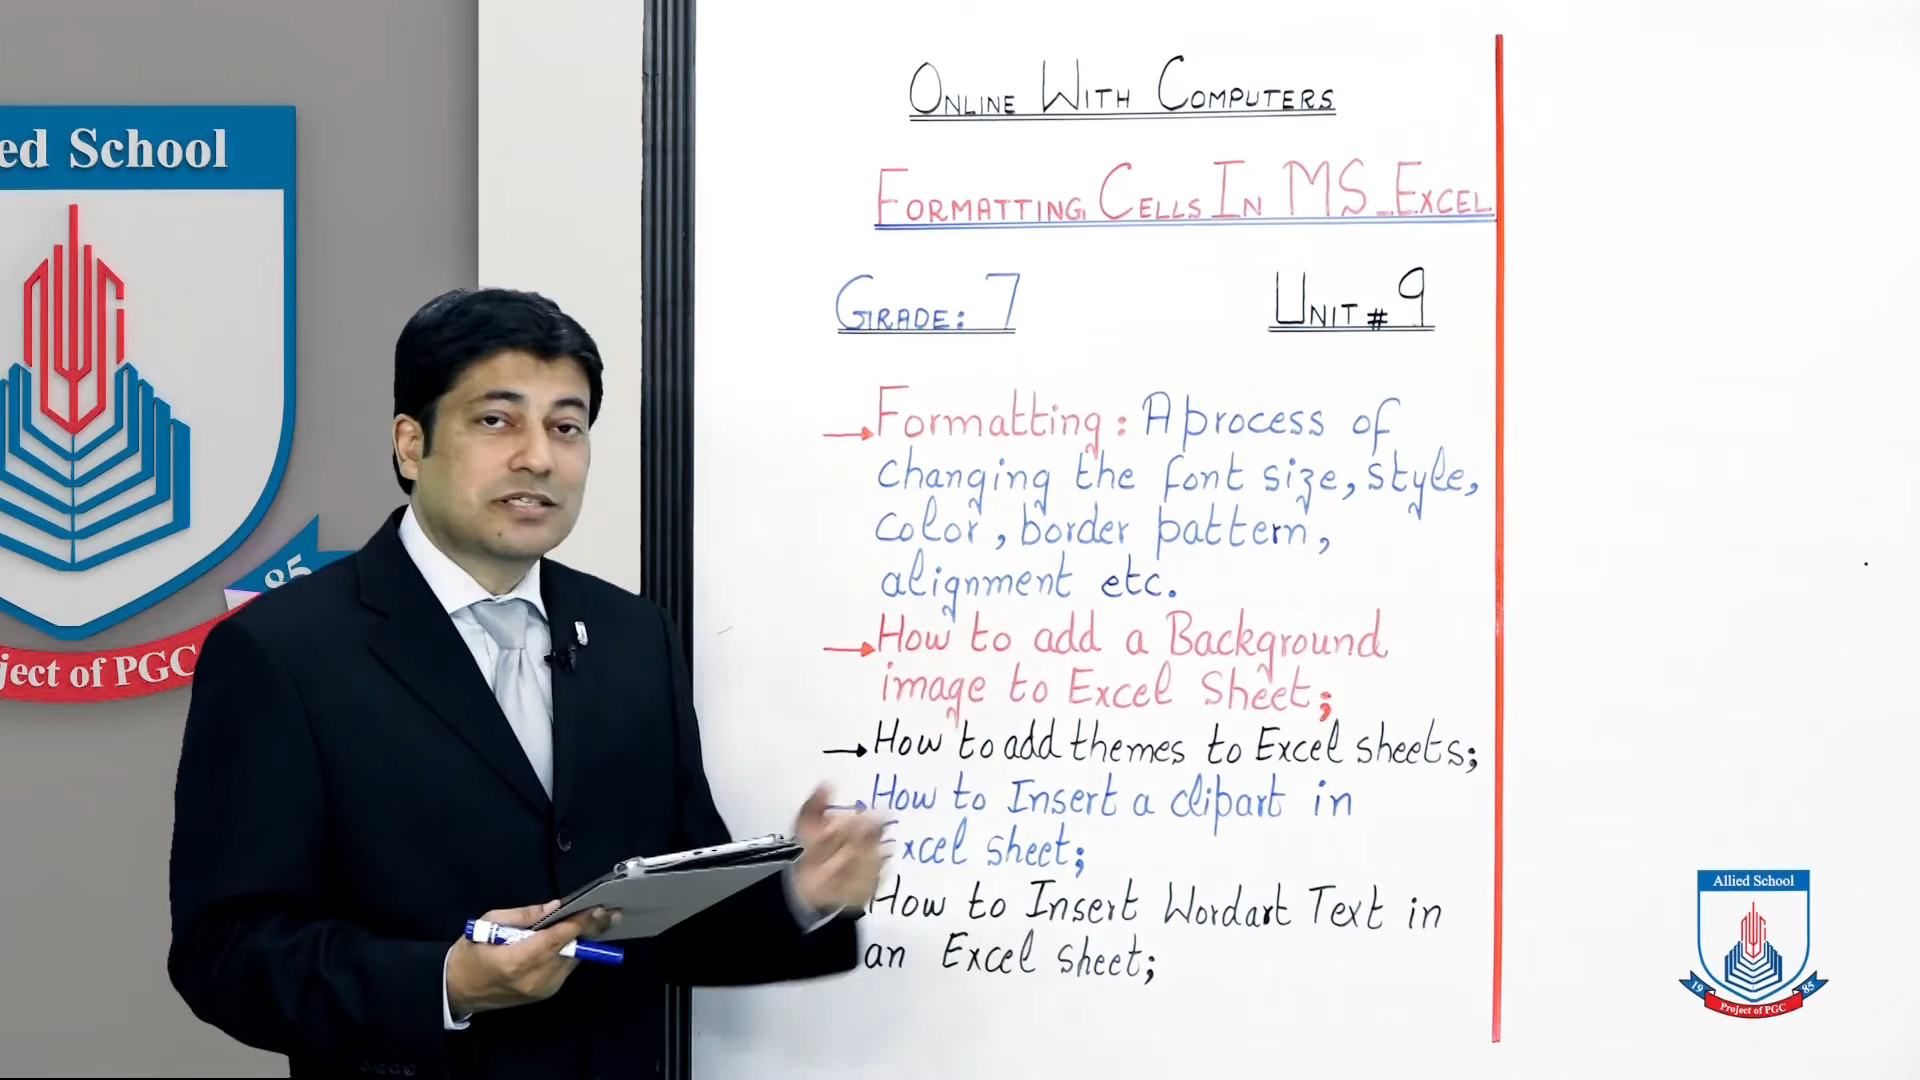 ed School
85
ject of PGC
ONLINE WITH COMPUTERS
FORMATTING CELLS IN MS_EXCEL
GRADE: 7
UNIT # 9
Formatting: A process of
changing the font size, style,
color, border pattern,
alignment etc.
How to add a Background
image to Excel Sheet;
How to add themes to Excel sheets;
How to Insert a clipart in
Excel sheet;
How to Insert Wordart Text in
an Excel sheet;
Allied School
19 85
Project of PGC